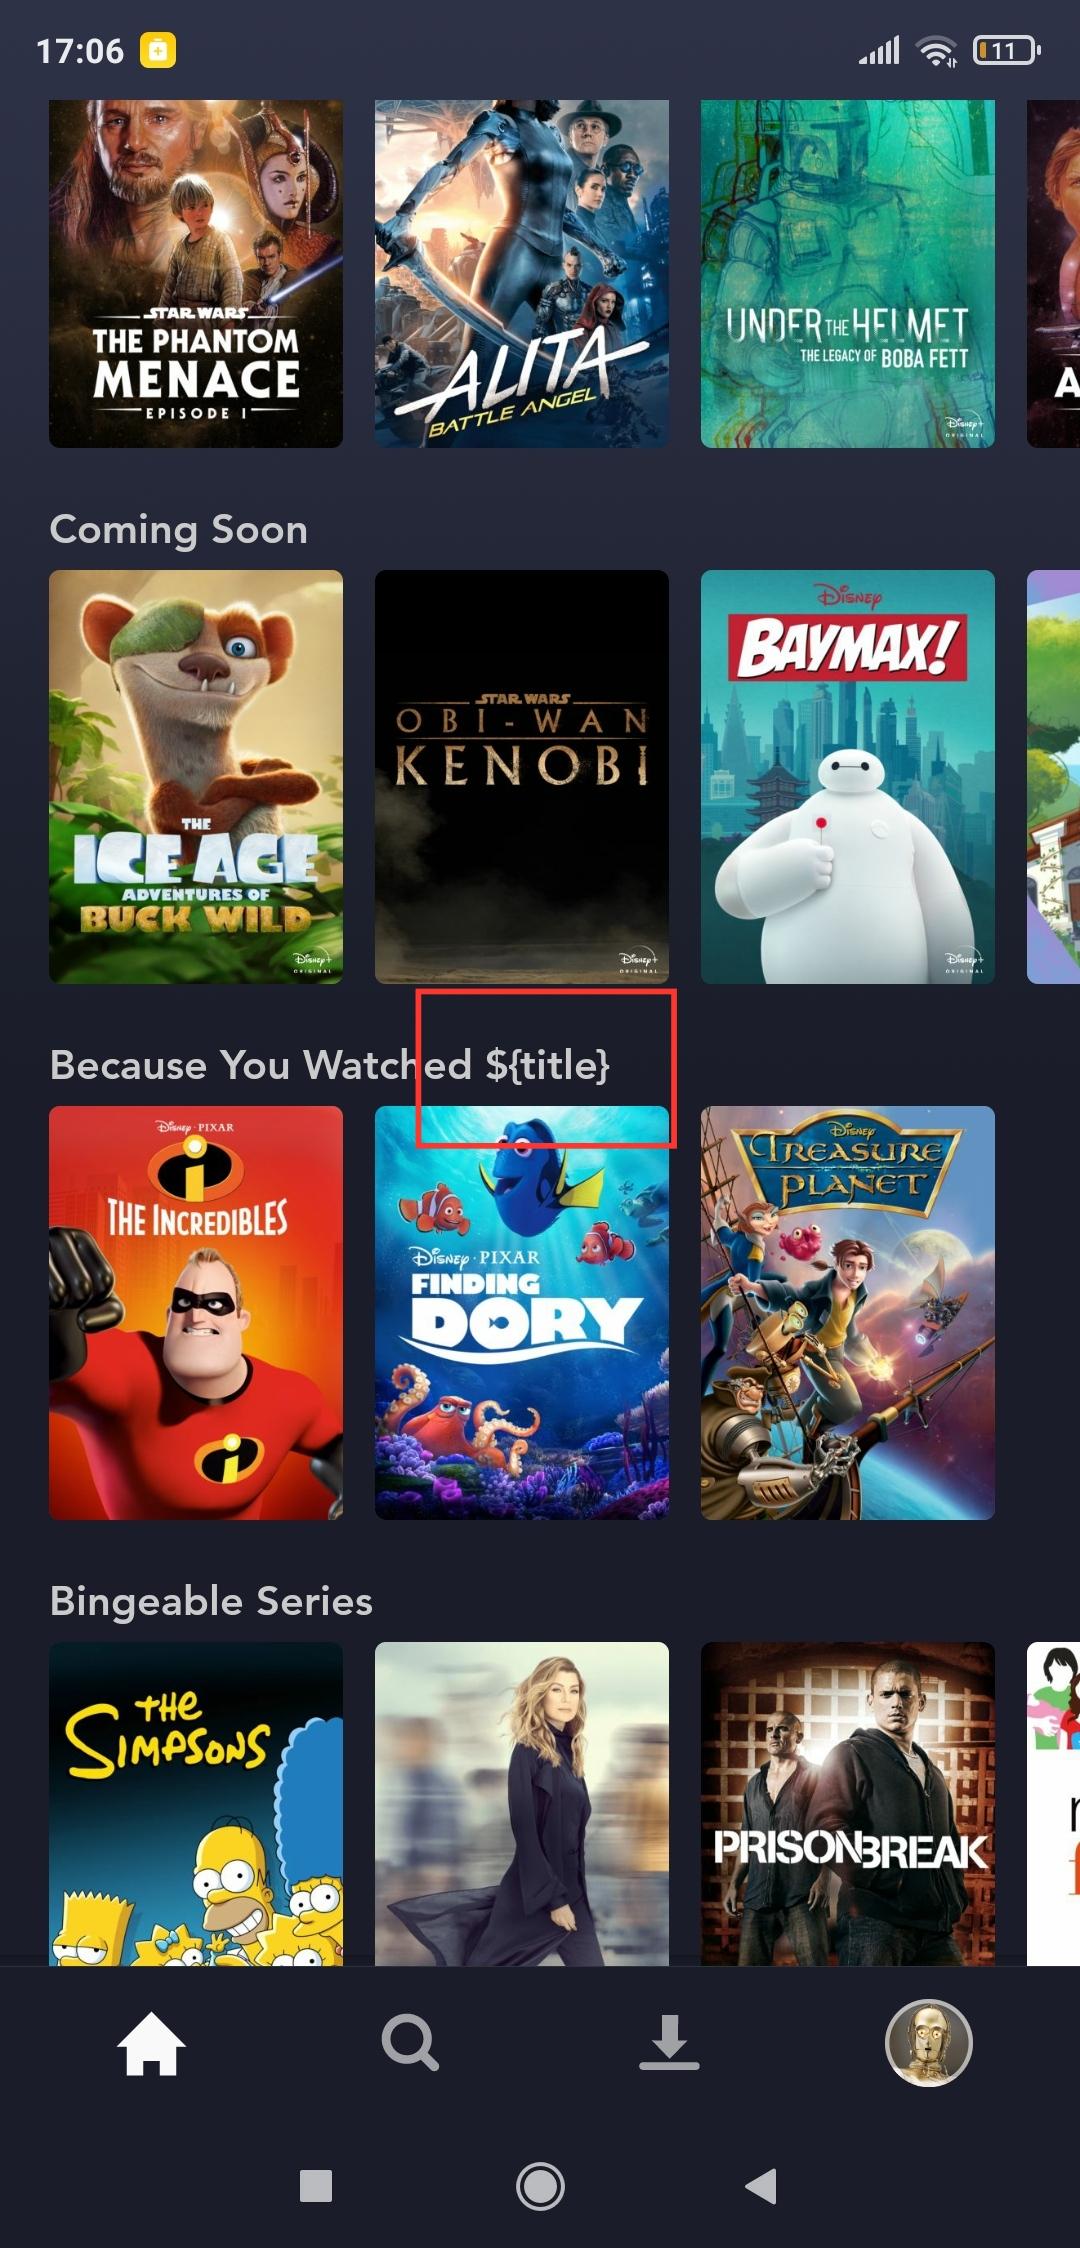 17:06
11
STAR WARS
THE PHANTOM
MENACE
EPISODE I
ALITA
BATTLE ANGEL
UNDER THE HELMET
THE LEGACY OF BOBA FETT
Disney+
ORIGINAL
A
Coming Soon
THE
ICE AGE
ADVENTURES OF
BUCK WILD
Disney+
ORIGINAL
STAR WARS
OBI-WAN
KENOBI
Disney+
ORIGINAL
Disney
BAYMAX!
Disney+
ORIGINAL
Because You Watched ${title}
Disney · PIXAR
THE INCREDIBLES
Disney · PIXAR
FINDING
DORY
Disney
TREASURE
PLANET
Bingeable Series
THE
SIMPSONS
PRISON BREAK